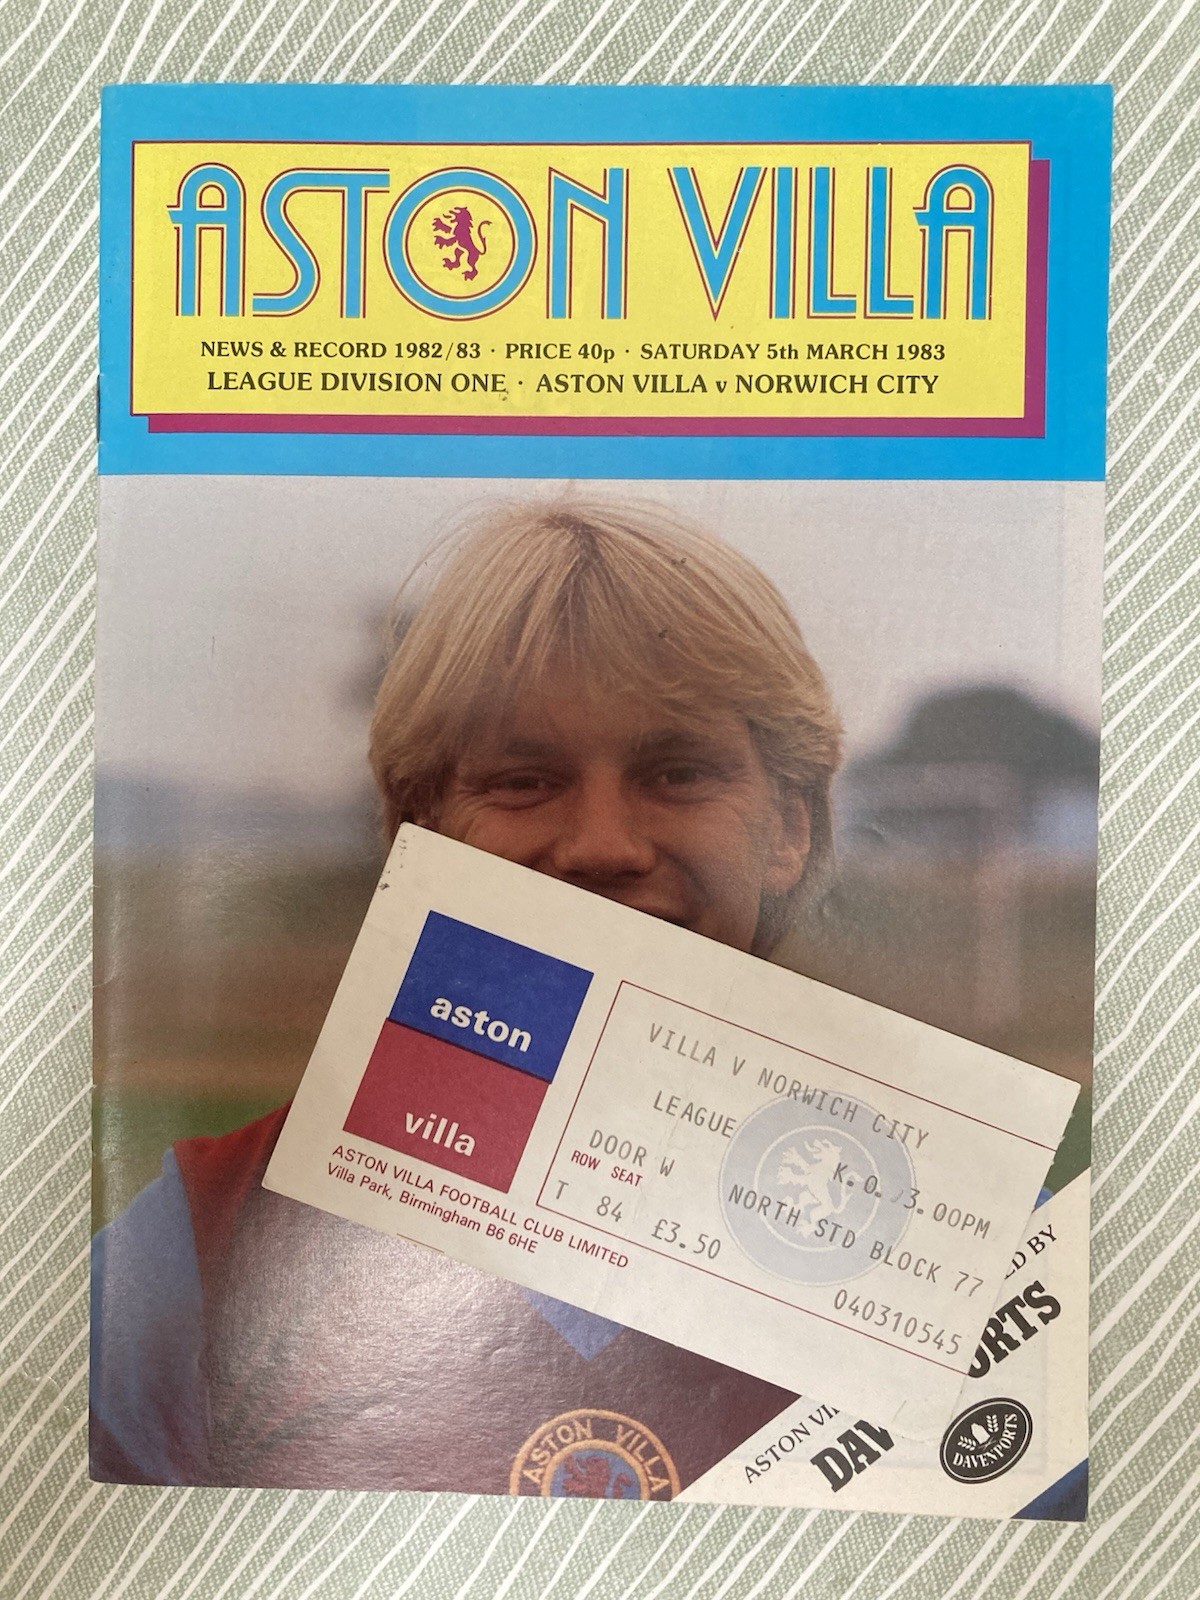 ASTON VILLA
NEWS & RECORD 1982/83 · PRICE 40p · SATURDAY 5th MARCH 1983
LEAGUE DIVISION ONE · ASTON VILLA v NORWICH CITY
aston
villa
ASTON VILLA FOOTBALL CLUB LIMITED
Villa Park, Birmingham B6 6HE
VILLA V NORWICH CITY
LEAGUE
DOOR W K.O. 3.00PM
ROW SEAT
T 84 NORTH STD BLOCK 77
£3.50
040310545
ASTON VILLA
ASTON
DAVENPORTS